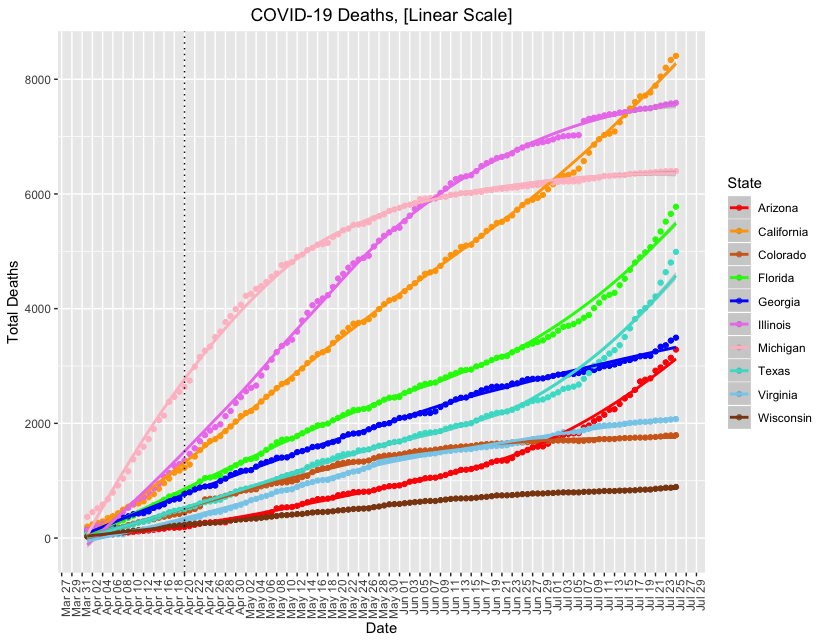 COVID-19 Deaths, [Linear Scale]
Total Deaths
8000
6000
4000
2000
0
Mar 27
Mar 29
Mar 31
Apr 02
Apr 04
Apr 06
Apr 08
Apr 10
Apr 12
Apr 14
Apr 16
Apr 18
Apr 20
Apr 22
Apr 24
Apr 26
Apr 28
Apr 30
May 02
May 04
May 06
May 08
May 10
May 12
May 14
May 16
May 18
May 20
May 22
May 24
May 26
May 28
May 30
Jun 01
Jun 03
Jun 05
Jun 07
Jun 09
Jun 11
Jun 13
Jun 15
Jun 17
Jun 19
Jun 21
Jun 23
Jun 25
Jun 27
Jun 29
Jul 01
Jul 03
Jul 05
Jul 07
Jul 09
Jul 11
Jul 13
Jul 15
Jul 17
Jul 19
Jul 21
Jul 23
Jul 25
Jul 27
Jul 29
Date
State
Arizona
California
Colorado
Florida
Georgia
Illinois
Michigan
Texas
Virginia
Wisconsin